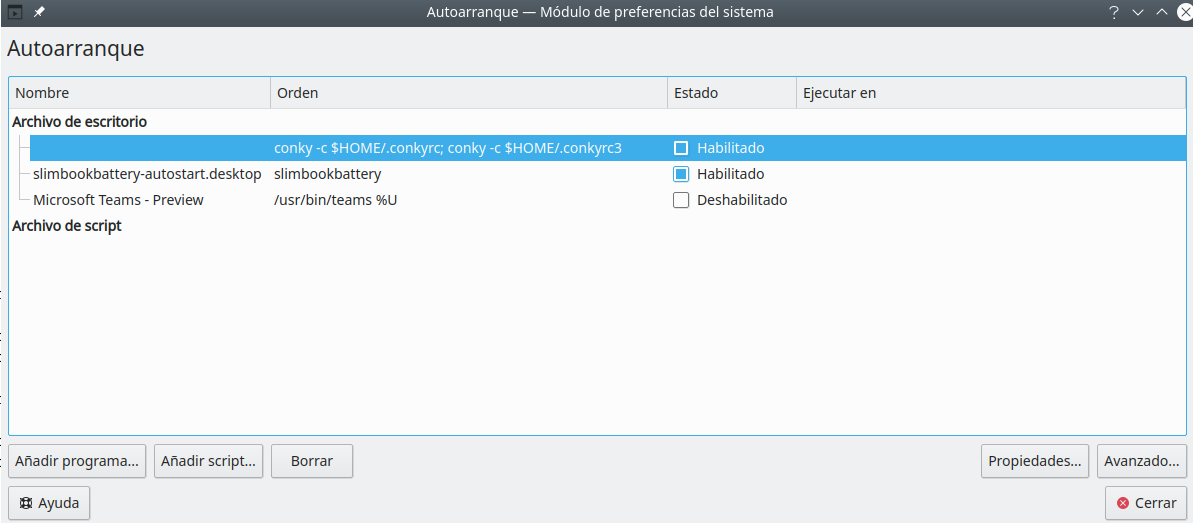 Autoarranque — Módulo de preferencias del sistema
Autoarranque
Nombre Orden Estado Ejecutar en
Archivo de escritorio
conky -c $HOME/.conkyrc; conky -c $HOME/.conkyrc3 Habilitado
slimbookbattery-autostart.desktop slimbookbattery Habilitado
Microsoft Teams - Preview /usr/bin/teams %U Deshabilitado
Archivo de script
Añadir programa... Añadir script... Borrar Propiedades... Avanzado...
Ayuda Cerrar